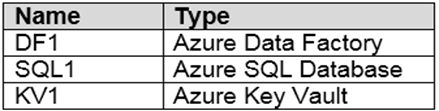 Name Type
DF1 Azure Data Factory
SQL1 Azure SQL Database
KV1 Azure Key Vault